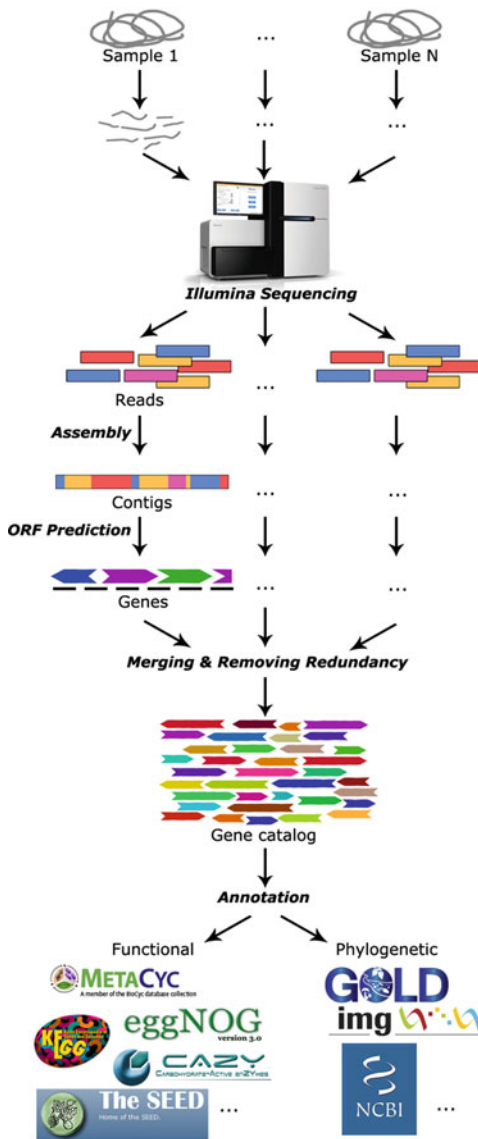 Sample 1
...
Sample N
...
...
Illumina Sequencing
Reads
...
Assembly
Contigs
...
...
ORF Prediction
Genes
...
...
Merging & Removing Redundancy
Gene catalog
Annotation
Functional
Phylogenetic
METACYC
A member of the BioCyc database collection
GOLD
img
KEGG
eggNOG
version 3.0
CAZY
CARBOHYDRATE-ACTIVE ENZYMES
The SEED
Home of the SEED.
...
NCBI
...